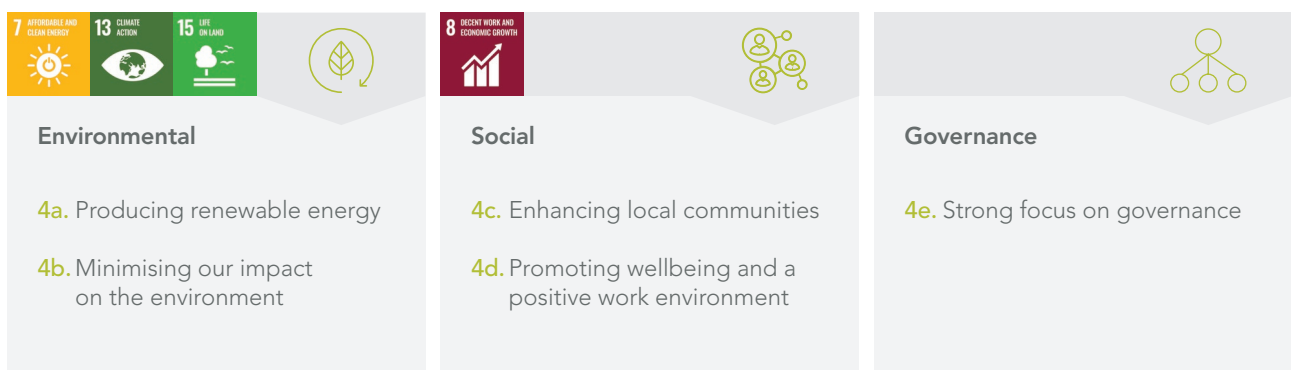 7 AFFORDABLE AND
CLEAN ENERGY
13 CLIMATE
ACTION
15 LIFE
ON LAND
8 DECENT WORK AND
ECONOMIC GROWTH
Environmental
4a. Producing renewable energy
4b. Minimising our impact
on the environment
Social
4c. Enhancing local communities
4d. Promoting wellbeing and a
positive work environment
Governance
4e. Strong focus on governance